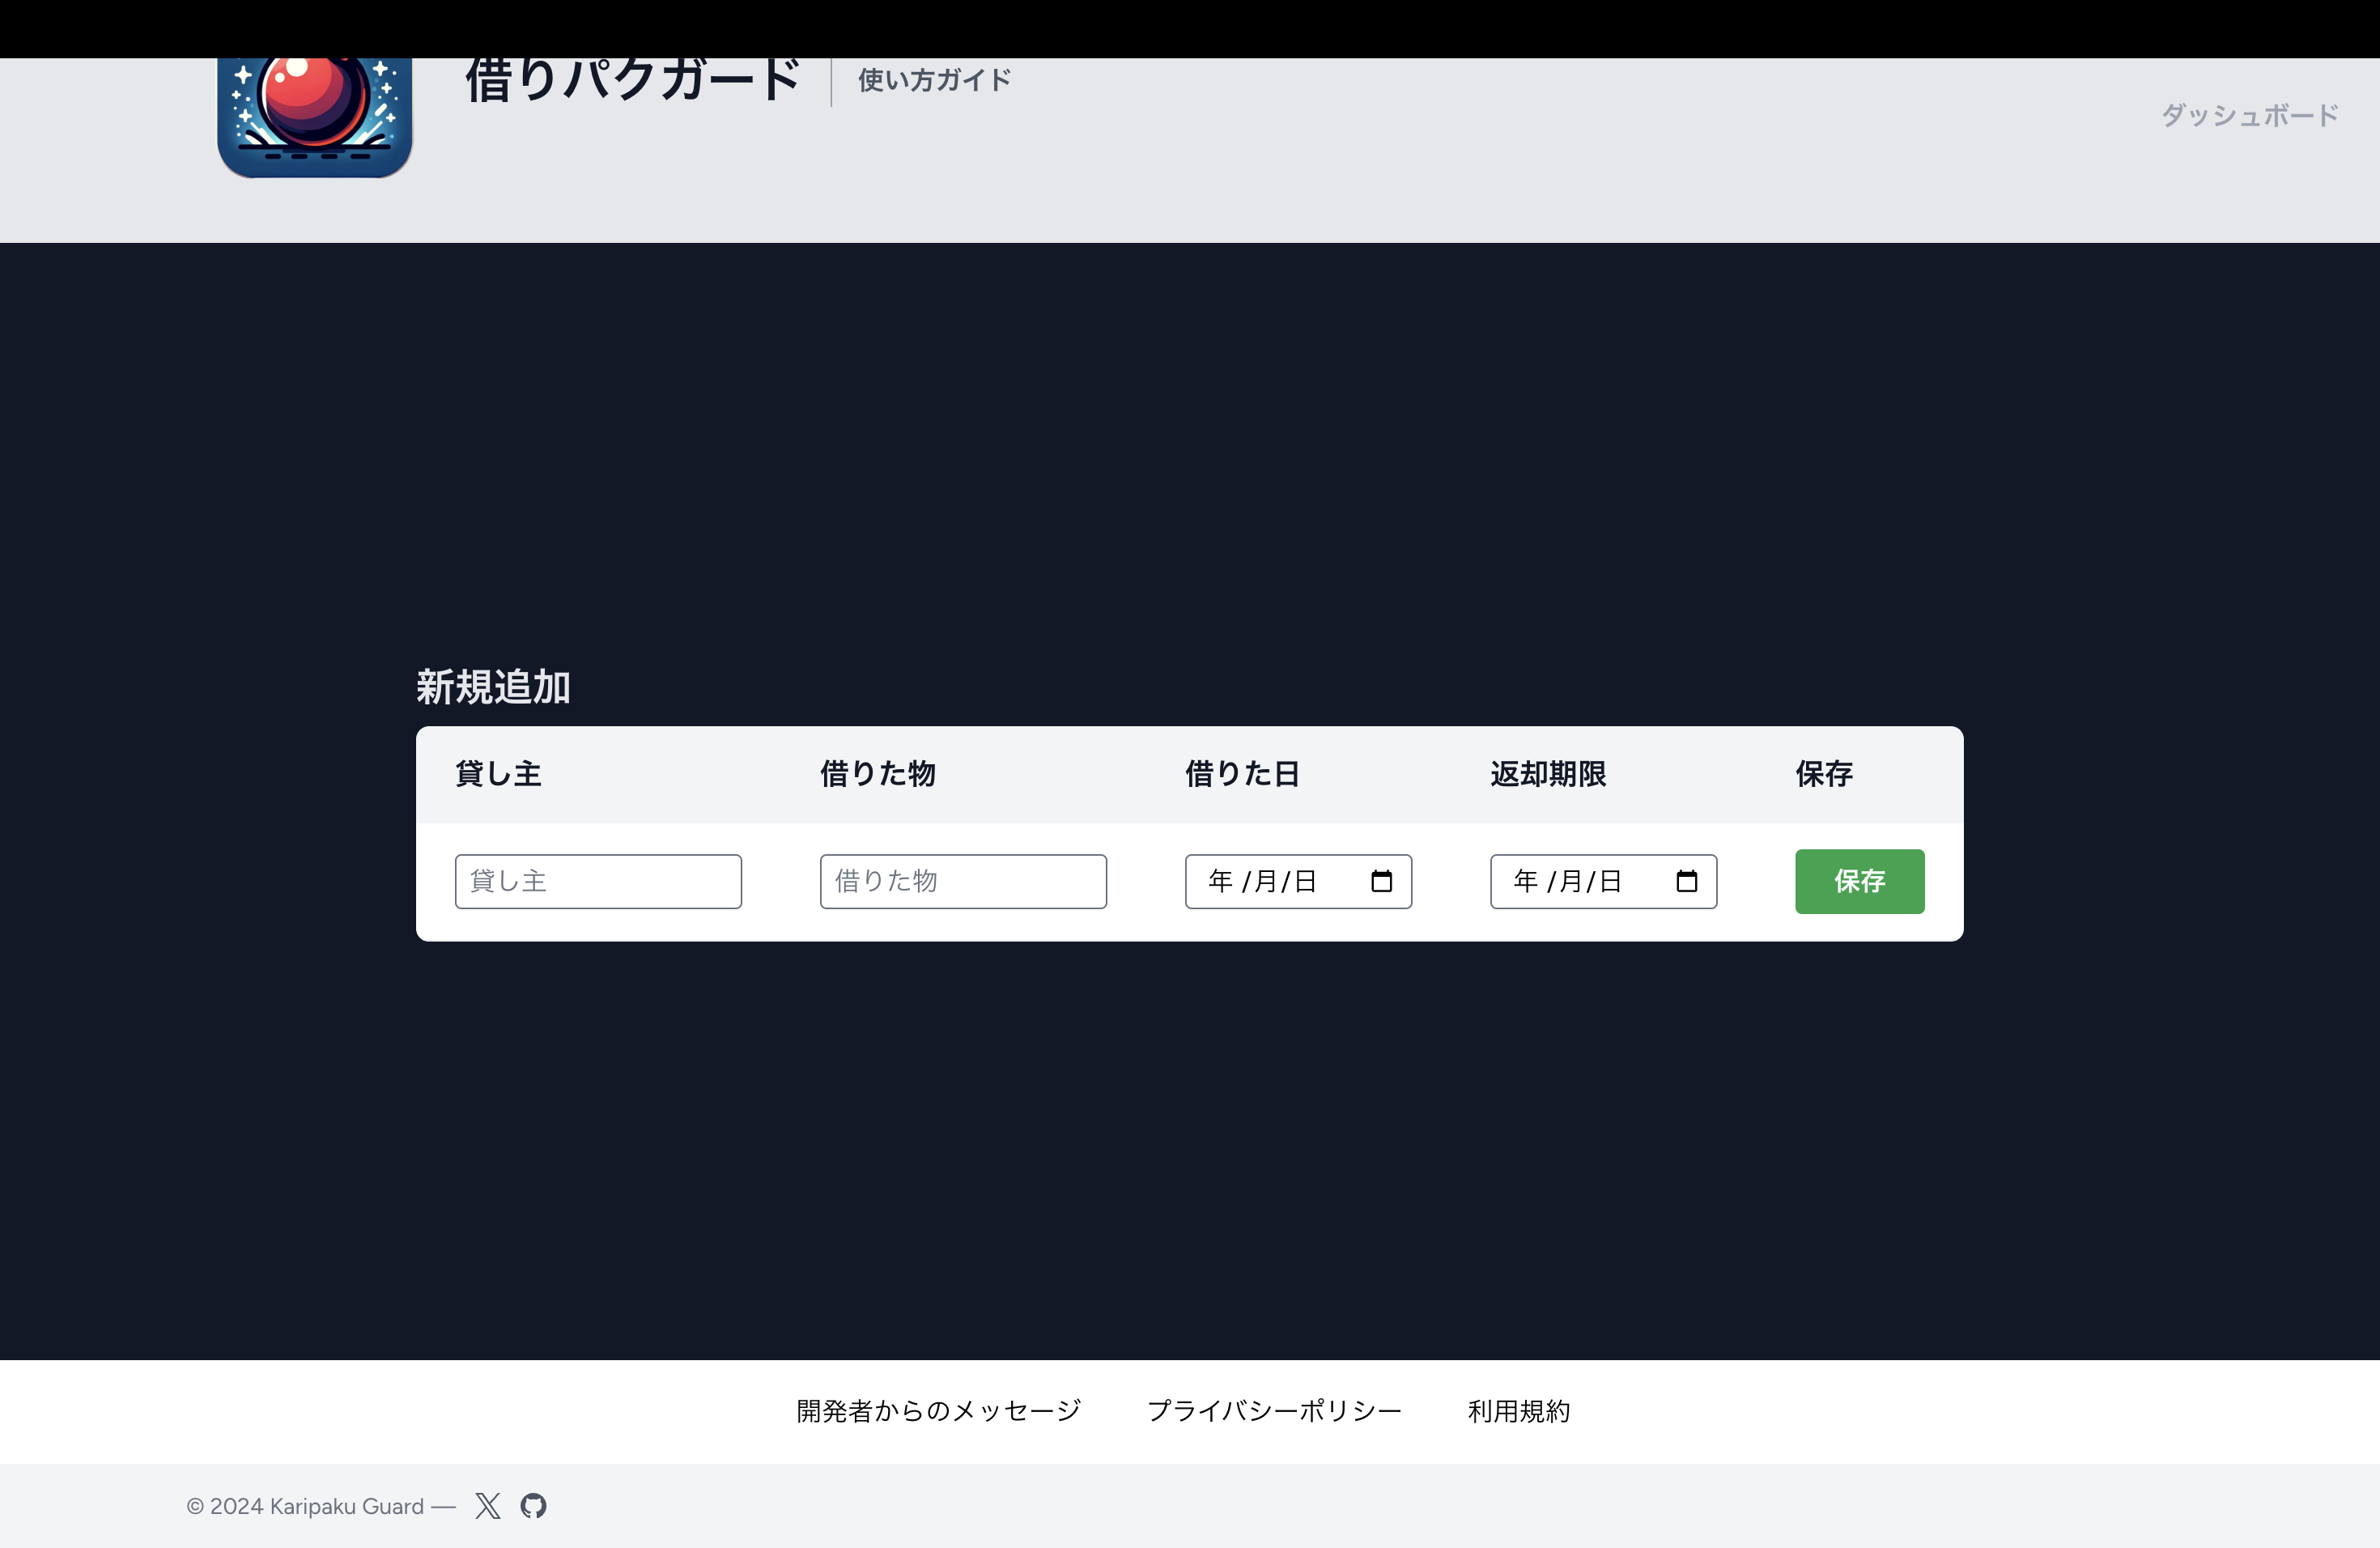 借りパクガード
使い方ガイド
ダッシュボード
新規追加
貸し主 借りた物 借りた日 返却期限 保存
貸し主 借りた物 年 /月/日 年 /月/日 保存
開発者からのメッセージ プライバシーポリシー 利用規約
© 2024 Karipaku Guard —